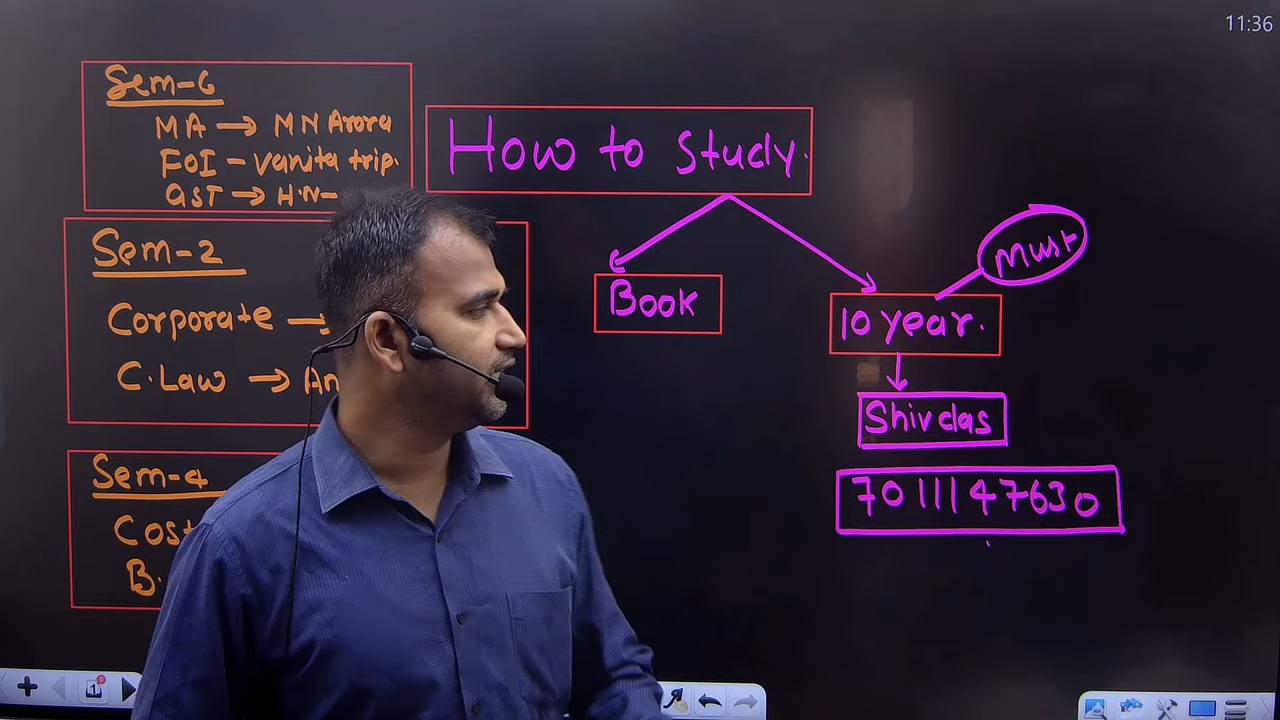 11:36
Sem-6
MA → MN Arora
FOI - Vanita trip.
GST → H.N-
Sem-2
Corporate →
C.Law → An
Sem-4
Cost
B.
How to Study.
Book
10 year.
Must
Shivdas
7011147630
1